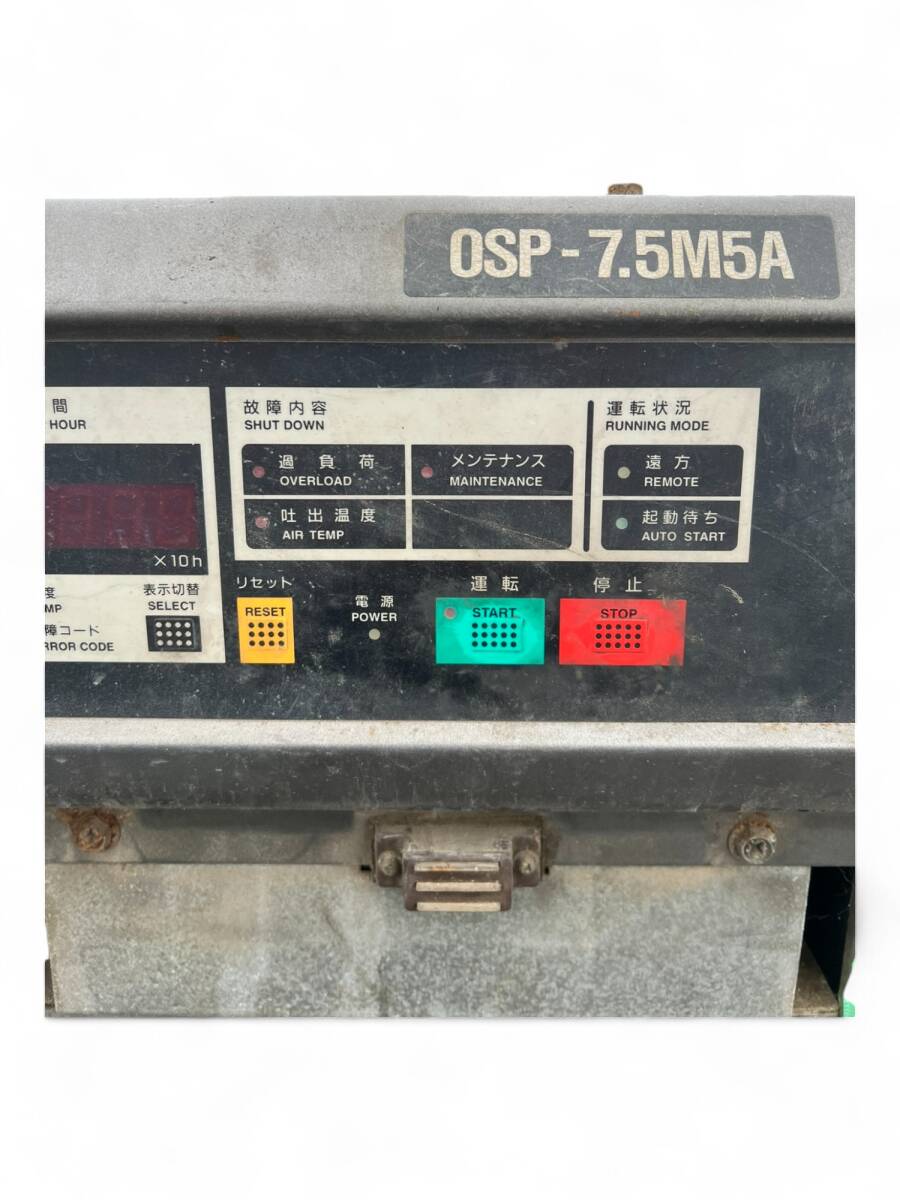 OSP-7.5M5A
間
HOUR
×10h
度
MP
障コード
RROR CODE
表示切替
SELECT
故障内容
SHUT DOWN
過負荷
OVERLOAD
メンテナンス
MAINTENANCE
吐出温度
AIR TEMP
運転状況
RUNNING MODE
遠方
REMOTE
起動待ち
AUTO START
リセット
RESET
電源
POWER
運転
START
停止
STOP